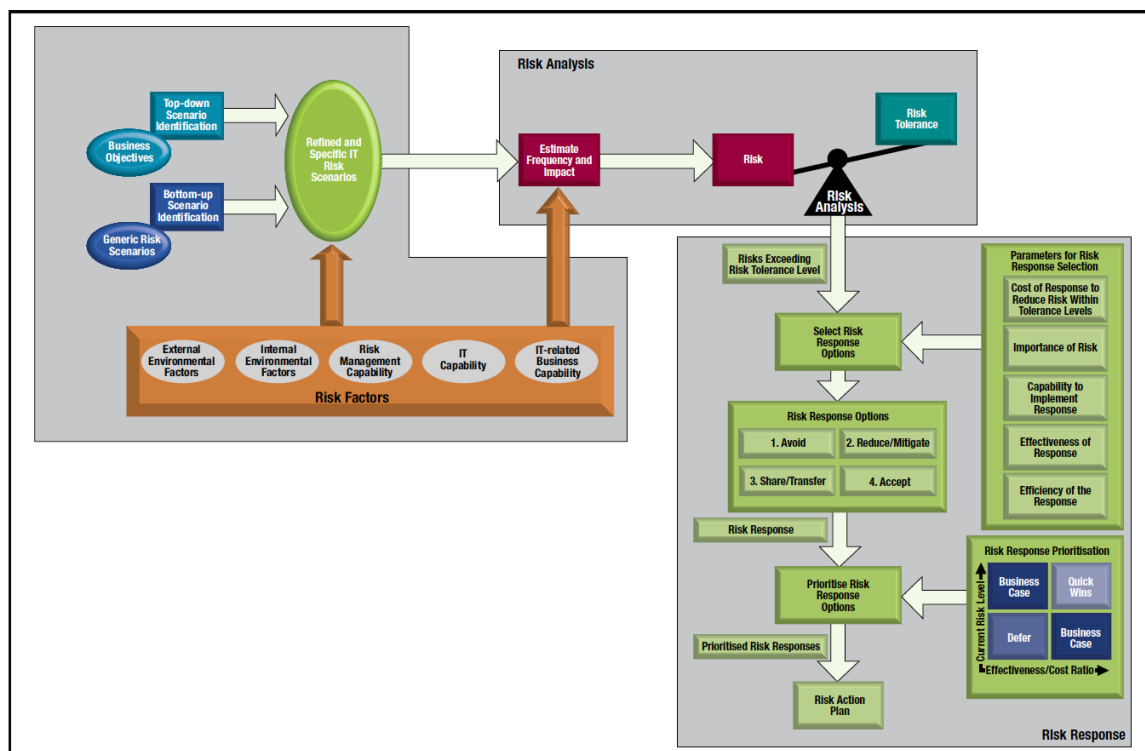 Top-down
Scenario
Identification
Business
Objectives
Bottom-up
Scenario
Identification
Generic Risk
Scenarios
Refined and
Specific IT
Risk
Scenarios
External
Environmental
Factors
Internal
Environmental
Factors
Risk
Management
Capability
IT
Capability
IT-related
Business
Capability
Risk Factors
Risk Analysis
Estimate
Frequency and
Impact
Risk
Risk
Tolerance
Risk
Analysis
Risks Exceeding
Risk Tolerance Level
Select Risk
Response
Options
Parameters for Risk
Response Selection
Cost of Response to
Reduce Risk Within
Tolerance Levels
Importance of Risk
Capability to
Implement
Response
Effectiveness of
Response
Efficiency of the
Response
Risk Response Options
1. Avoid
2. Reduce/Mitigate
3. Share/Transfer
4. Accept
Risk Response
Prioritise Risk
Response
Options
Risk Response Prioritisation
Current Risk Level
Business
Case
Quick
Wins
Defer
Business
Case
Effectiveness/Cost Ratio
Prioritised Risk Responses
Risk Action
Plan
Risk Response